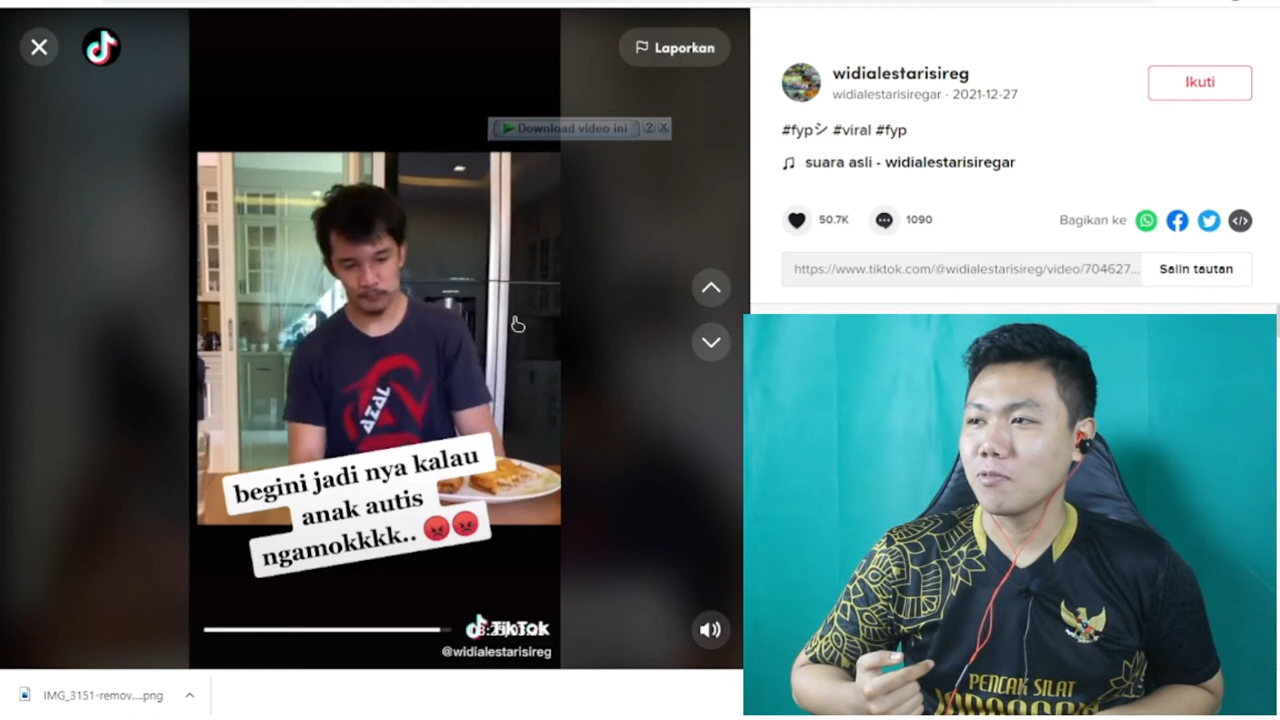 Laporkan
Download video ini
AZAL
begini jadi nya kalau
anak autis
ngamokkkk..
TikTok
@widialestarisireg
IMG_3151-remov....png
widialestarisireg
widialestarisiregar · 2021-12-27
Ikuti
#fypシ #viral #fyp
suara asli - widialestarisiregar
50.7K
1090
Bagikan ke
https://www.tiktok.com/@widialestarisireg/video/704627...
Salin tautan
PENCAK SILAT